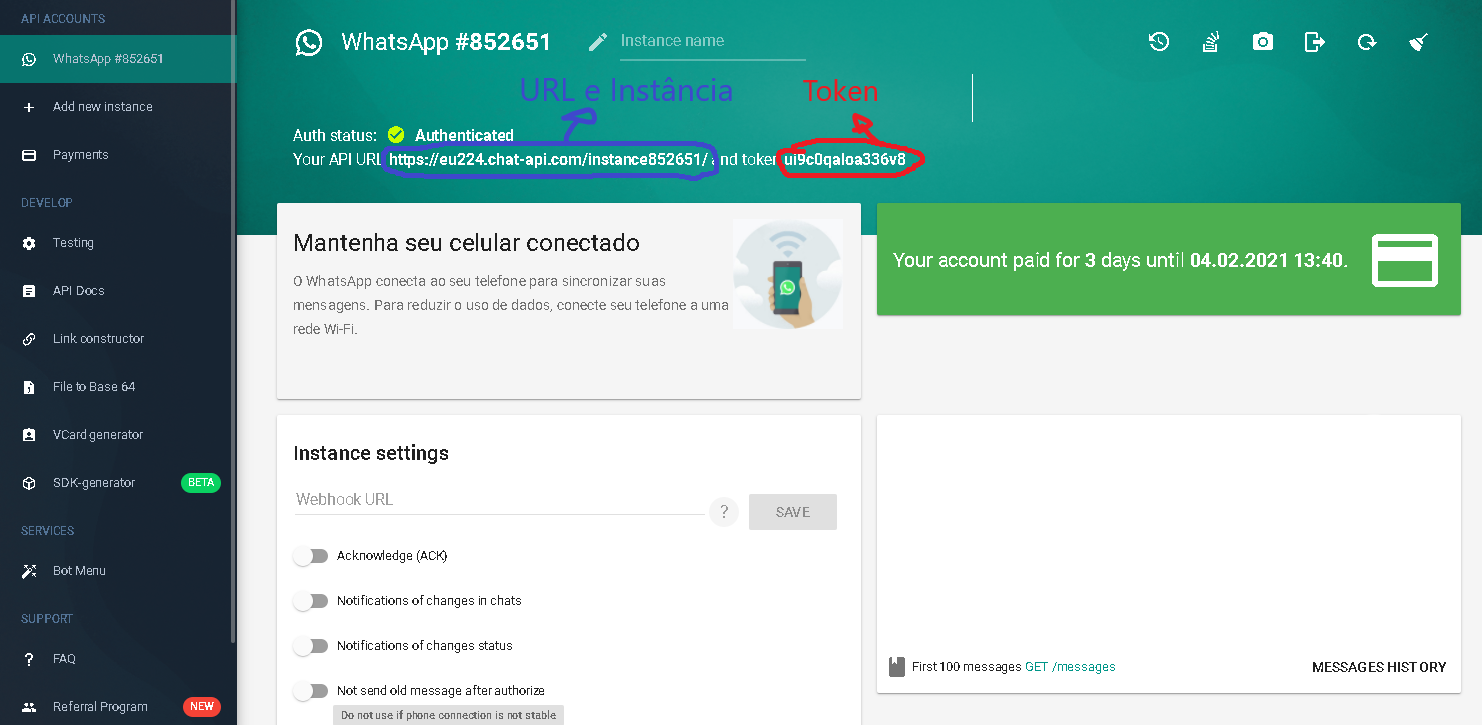 API ACCOUNTS
WhatsApp #852651
Add new instance
Payments
DEVELOP
Testing
API Docs
Link constructor
File to Base 64
VCard generator
SDK-generator BETA
SERVICES
Bot Menu
SUPPORT
? FAQ
Referral Program NEW
WhatsApp #852651 Instance name
URL e Instância Token
Auth status: Authenticated
Your API URL https://eu224.chat-api.com/instance852651/ and token ui9c0qaloa336v8
Mantenha seu celular conectado
O WhatsApp conecta ao seu telefone para sincronizar suas
mensagens. Para reduzir o uso de dados, conecte seu telefone a uma
rede Wi-Fi.
Your account paid for 3 days until 04.02.2021 13:40.
Instance settings
Webhook URL ? SAVE
Acknowledge (ACK)
Notifications of changes in chats
Notifications of changes status
Not send old message after authorize
Do not use if phone connection is not stable
First 100 messages GET /messages MESSAGES HISTORY